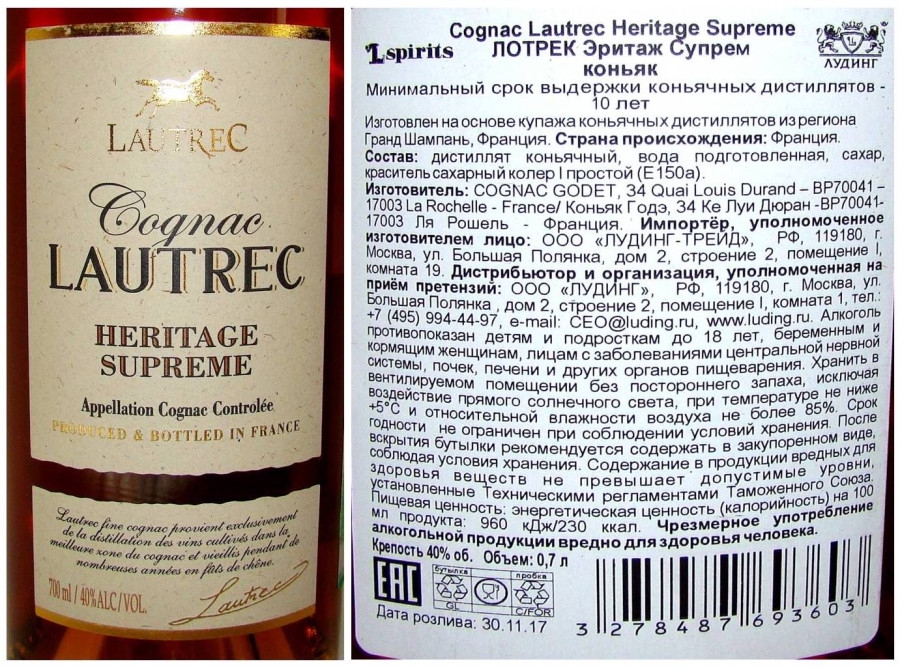 LAUTREC
Cognac
LAUTREC
HERITAGE
SUPREME
Appellation Cognac Controlée
PRODUCED & BOTTLED IN FRANCE
Lautrec fine cognac provient exclusivement
de la distillation des vins cultivés dans la
meilleure zone du cognac et vieillis pendant de
nombreuses années en fûts de chêne.
700 ml / 40% ALC/VOL.
Lautrec
Cognac Lautrec Heritage Supreme
ЛОТРЕК Эритаж Супрем
коньяк
Lspirits
ЛУДИНГ
Минимальный срок выдержки коньячных дистиллятов -
10 лет
Изготовлен на основе купажа коньячных дистиллятов из региона
Гранд Шампань, Франция. Страна происхождения: Франция.
Состав: дистиллят коньячный, вода подготовленная, сахар,
краситель сахарный колер I простой (E150a).
Изготовитель: COGNAC GODET, 34 Quai Louis Durand – BP70041 –
17003 La Rochelle - France/ Коньяк Годэ, 34 Ке Луи Дюран -BP70041-
17003 Ля Рошель - Франция. Импортёр, уполномоченное
изготовителем лицо: ООО «ЛУДИНГ-ТРЕЙД», РФ, 119180, г.
Москва, ул. Большая Полянка, дом 2, строение 2, помещение I,
комната 19. Дистрибьютор и организация, уполномоченная на
приём претензий: ООО «ЛУДИНГ», РФ, 119180, г. Москва, ул.
Большая Полянка , дом 2, строение 2, помещение I, комната 1, тел.:
+7 (495) 994-44-97, e-mail: CEO@luding.ru, www.luding.ru. Алкоголь
противопоказан детям и подросткам до 18 лет, беременным и
кормящим женщинам, лицам с заболеваниями центральной нервной
системы, почек, печени и других органов пищеварения. Хранить в
вентилируемом помещении без постороннего запаха, исключая
воздействие прямого солнечного света, при температуре не ниже
+5°C и относительной влажности воздуха не более 85%. Срок
годности не ограничен при соблюдении условий хранения. После
вскрытия бутылки рекомендуется содержать в закупоренном виде,
соблюдая условия хранения. Содержание в продукции вредных для
здоровья веществ не превышает допустимые уровни,
установленные Техническими регламентами Таможенного Союза.
Пищевая ценность: энергетическая ценность (калорийность) на 100
мл продукта: 960 кДж/230 ккал. Чрезмерное употребление
алкогольной продукции вредно для здоровья человека.
Крепость 40% об. Объем: 0,7 л
EAC
бутылка
пробка
GL
C/FOR
Дата розлива: 30.11.17
3 278487 693603